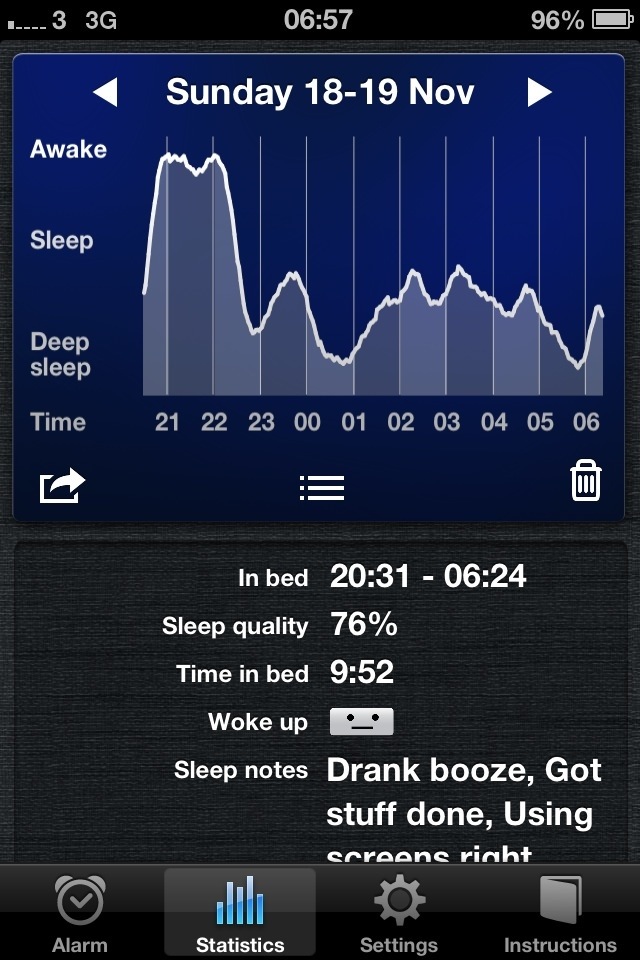 3 3G 06:57 96%
Sunday 18-19 Nov
Awake
Sleep
Deep
sleep
Time 21 22 23 00 01 02 03 04 05 06
In bed 20:31 - 06:24
Sleep quality 76%
Time in bed 9:52
Woke up
Sleep notes Drank booze, Got
stuff done, Using
screens right
Alarm Statistics Settings Instructions